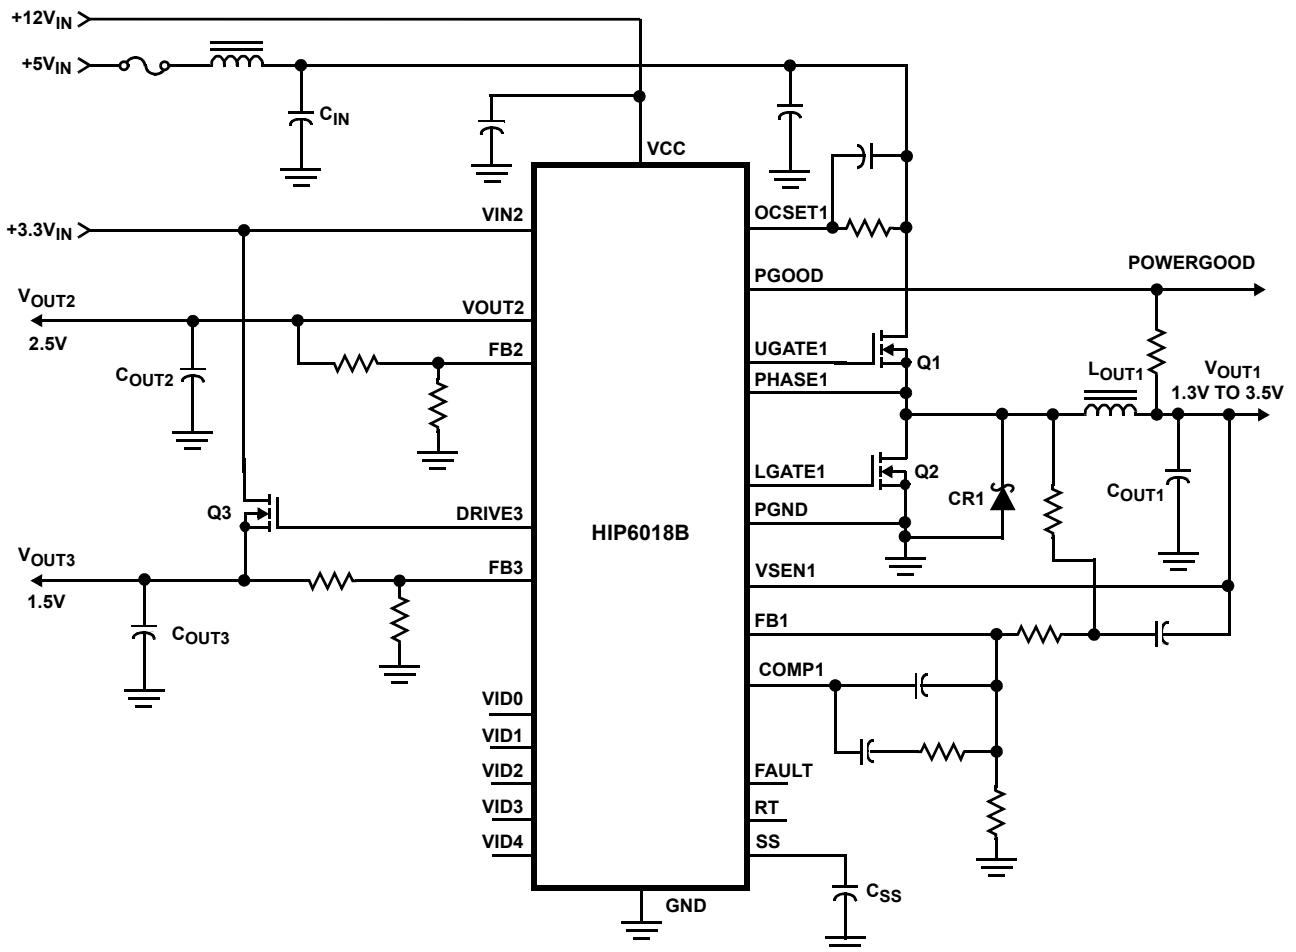 +12VIN
+5VIN
CIN
VCC
+3.3VIN
VIN2
OCSET1
PGOOD
POWERGOOD
VOUT2
2.5V
VOUT2
FB2
COUT2
UGATE1
Q1
PHASE1
LOUT1
VOUT1
1.3V TO 3.5V
LGATE1
Q2
CR1
COUT1
Q3
DRIVE3
PGND
HIP6018B
VOUT3
1.5V
FB3
VSEN1
COUT3
FB1
COMP1
VID0
VID1
VID2
VID3
VID4
FAULT
RT
SS
CSS
GND